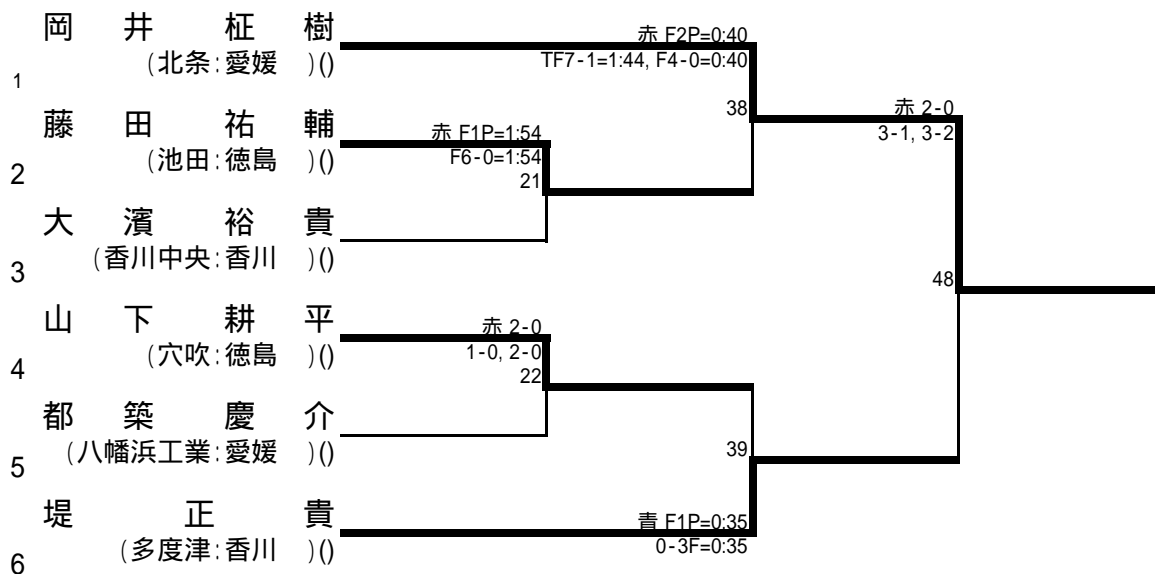 岡井柾樹
赤 F2P=0:40
(北条:愛媛 )()
TF7-1=1:44, F4-0=0:40
1
38
赤 2-0
藤田祐輔
赤 F1P=1:54
3-1, 3-2
(池田:徳島 )()
F6-0=1:54
2
21
大濱裕貴
(香川中央:香川 )()
3
48
山下耕平
赤 2-0
(穴吹:徳島 )()
1-0, 2-0
4
22
都築慶介
(八幡浜工業:愛媛 )()
39
5
堤正貴
青 F1P=0:35
(多度津:香川 )()
0-3F=0:35
6